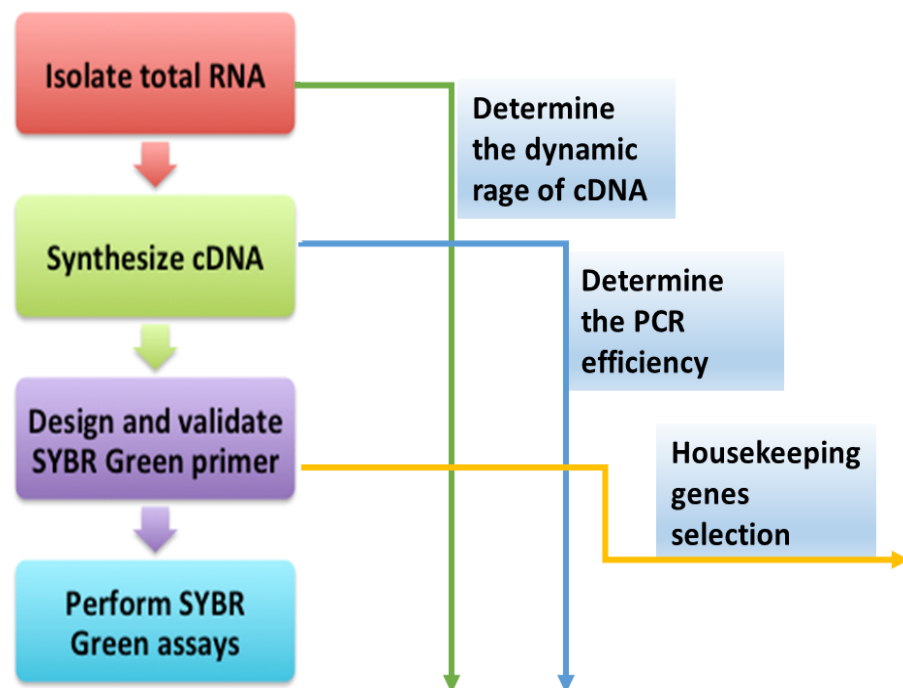 Isolate total RNA
Determine
the dynamic
rage of cDNA
Synthesize cDNA
Determine
the PCR
efficiency
Design and validate
SYBR Green primer
Housekeeping
genes
selection
Perform SYBR
Green assays